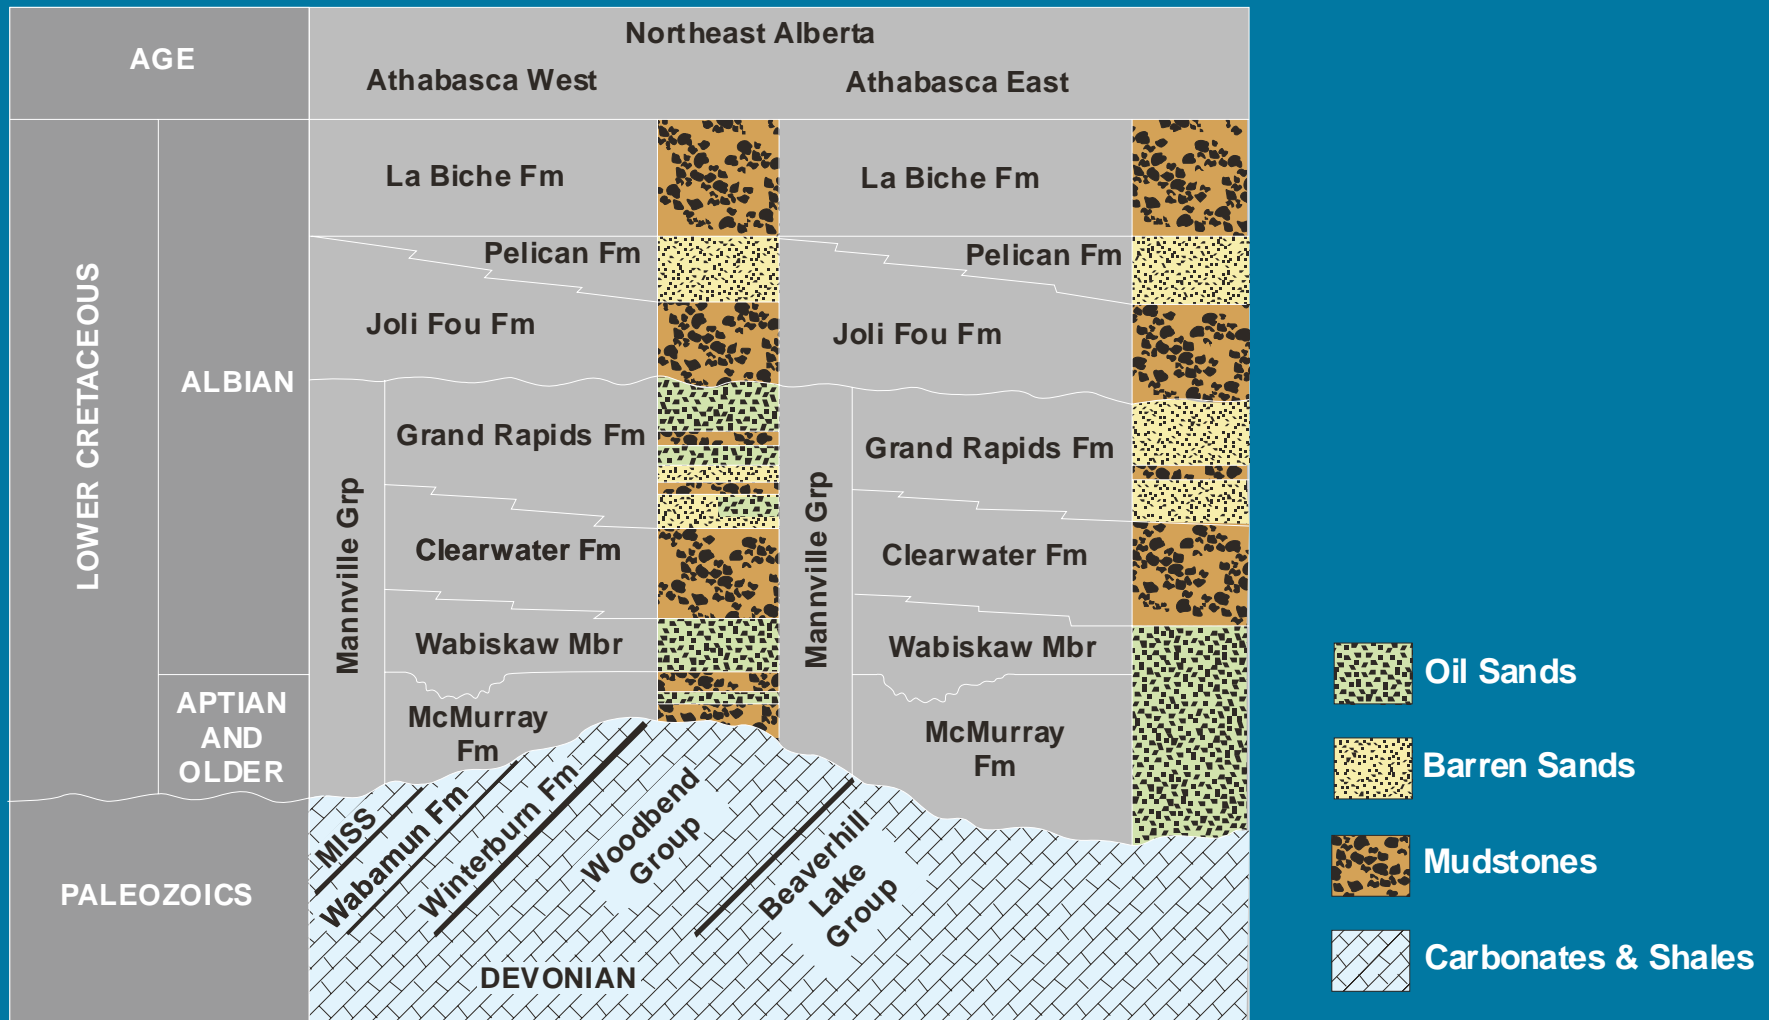 AGE
Northeast Alberta
Athabasca West
Athabasca East
LOWER CRETACEOUS
ALBIAN
APTIAN
AND
OLDER
PALEOZOICS
La Biche Fm
Pelican Fm
Joli Fou Fm
Mannville Grp
Grand Rapids Fm
Clearwater Fm
Wabiskaw Mbr
McMurray
Fm
La Biche Fm
Pelican Fm
Joli Fou Fm
Mannville Grp
Grand Rapids Fm
Clearwater Fm
Wabiskaw Mbr
McMurray
Fm
MISS
Wabamun Fm
Winterburn Fm
Woodbend
Group
Beaverhill
Lake
Group
DEVONIAN
Oil Sands
Barren Sands
Mudstones
Carbonates & Shales